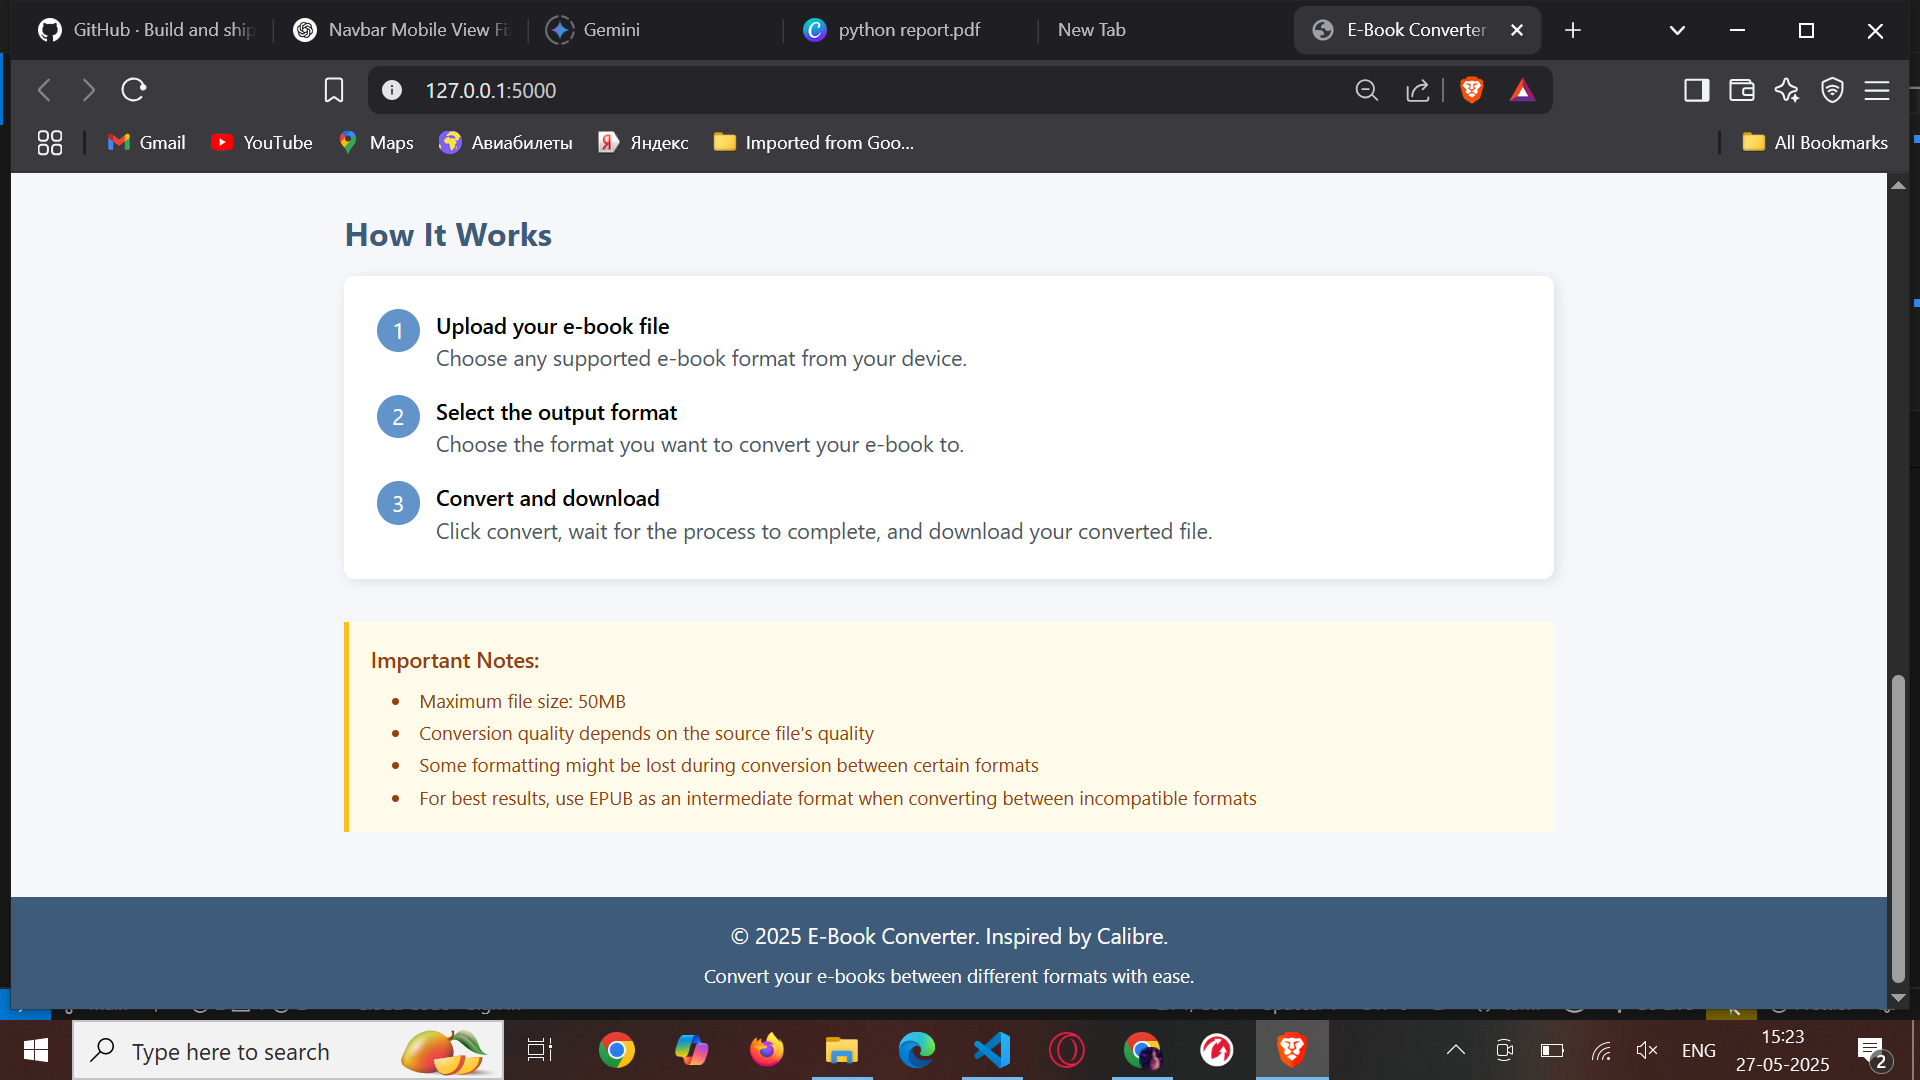 GitHub · Build and ship
Navbar Mobile View Fi
Gemini
python report.pdf
New Tab
E-Book Converter
127.0.0.1:5000
Gmail
YouTube
Maps
Авиабилеты
Яндекс
Imported from Goo...
All Bookmarks
How It Works
1
Upload your e-book file
Choose any supported e-book format from your device.
2
Select the output format
Choose the format you want to convert your e-book to.
3
Convert and download
Click convert, wait for the process to complete, and download your converted file.
Important Notes:
• Maximum file size: 50MB
• Conversion quality depends on the source file's quality
• Some formatting might be lost during conversion between certain formats
• For best results, use EPUB as an intermediate format when converting between incompatible formats
© 2025 E-Book Converter. Inspired by Calibre.
Convert your e-books between different formats with ease.
Type here to search
ENG
15:23
27-05-2025
2